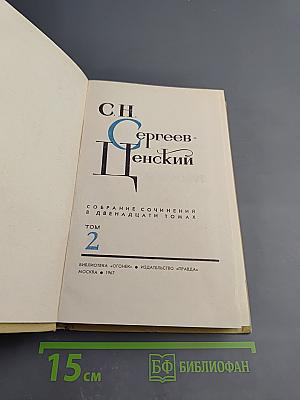 С.Н.
Сергеев-
Ценский
СОБРАНИЕ СОЧИНЕНИЙ
В ДВЕНАДЦАТИ ТОМАХ
ТОМ
2
БИБЛИОТЕКА «ОГОНЕК» • ИЗДАТЕЛЬСТВО «ПРАВДА»
МОСКВА • 1967
15 см
БФ БИБЛИОФАН